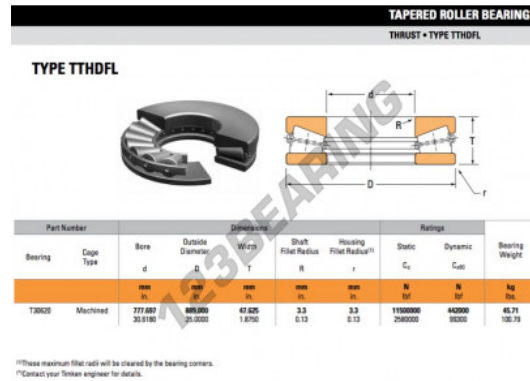 TAPERED ROLLER BEARING
THRUST • TYPE TTHDFL
TYPE TTHDFL
d
R
T
D
r
123BEARING
Part Number Dimensions Ratings
Bearing Cage Type Bore d Outside Diameter D Width T Shaft Fillet Radius R Housing Fillet Radius(1) r Static Dynamic Bearing Weight
mm mm mm mm mm N N kg
in. in. in. in. in. lbf lbf lbs.
T30620 Machined 777.697 889.000 47.625 3.3 3.3 11500000 442000 45.71
30.6180 35.0000 1.8750 0.13 0.13 2580000 99300 100.79
(1)These maximum fillet radii will be cleared by the bearing corners.
Contact your Timken engineer for details.